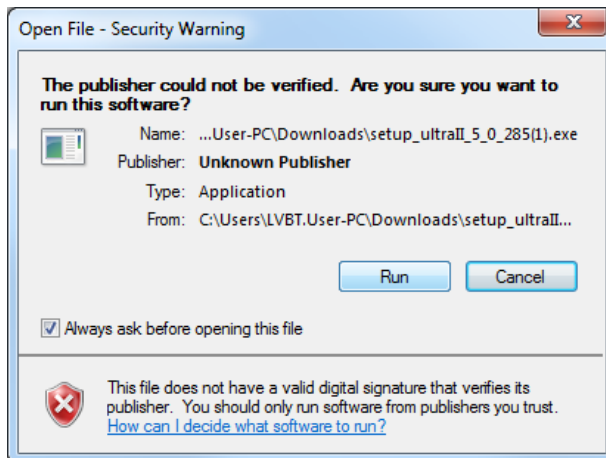 Open File - Security Warning
The publisher could not be verified. Are you sure you want to
run this software?
Name: ...User-PC\Downloads\setup_ultraII_5_0_285(1).exe
Publisher: Unknown Publisher
Type: Application
From: C:\Users\LVBT.User-PC\Downloads\setup_ultraII...
Run Cancel
Always ask before opening this file
This file does not have a valid digital signature that verifies its
publisher. You should only run software from publishers you trust.
How can I decide what software to run?